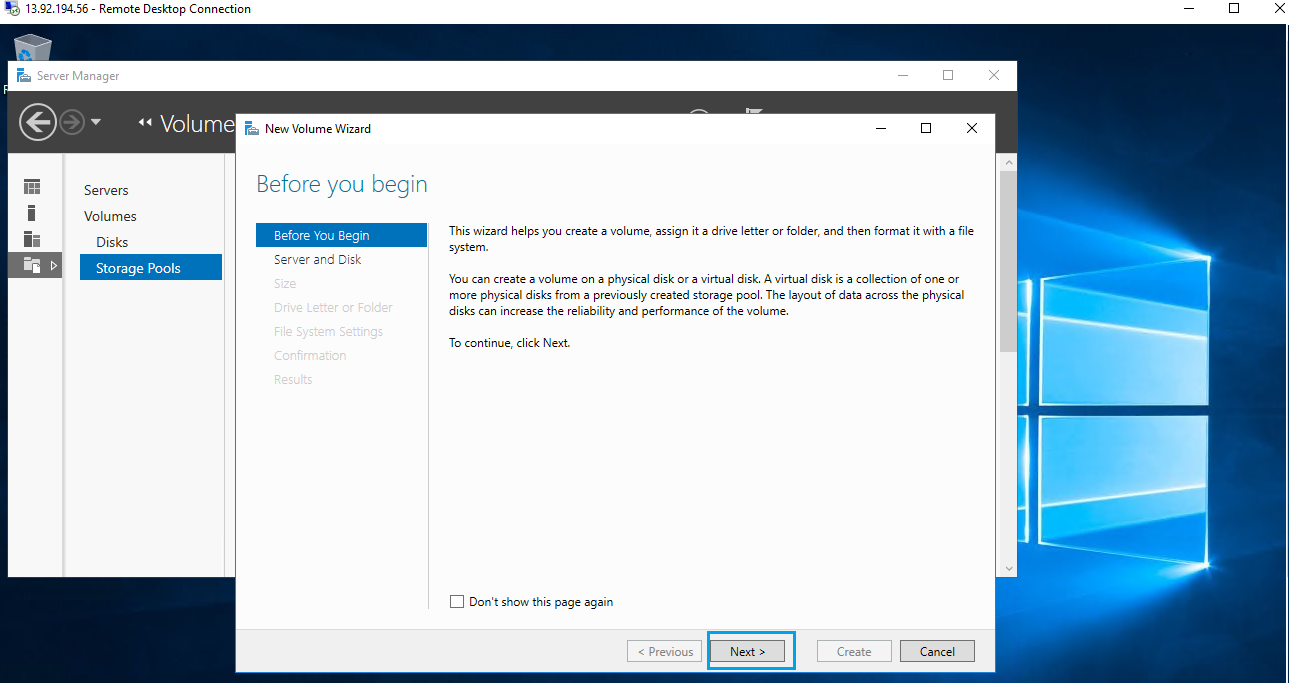 13.92.194.56 - Remote Desktop Connection
Server Manager
Volume
New Volume Wizard
Before you begin
Servers
Volumes
Disks
Storage Pools
Before You Begin
Server and Disk
Size
Drive Letter or Folder
File System Settings
Confirmation
Results
This wizard helps you create a volume, assign it a drive letter or folder, and then format it with a file
system.
You can create a volume on a physical disk or a virtual disk. A virtual disk is a collection of one or
more physical disks from a previously created storage pool. The layout of data across the physical
disks can increase the reliability and performance of the volume.
To continue, click Next.
Don't show this page again
< Previous
Next >
Create
Cancel